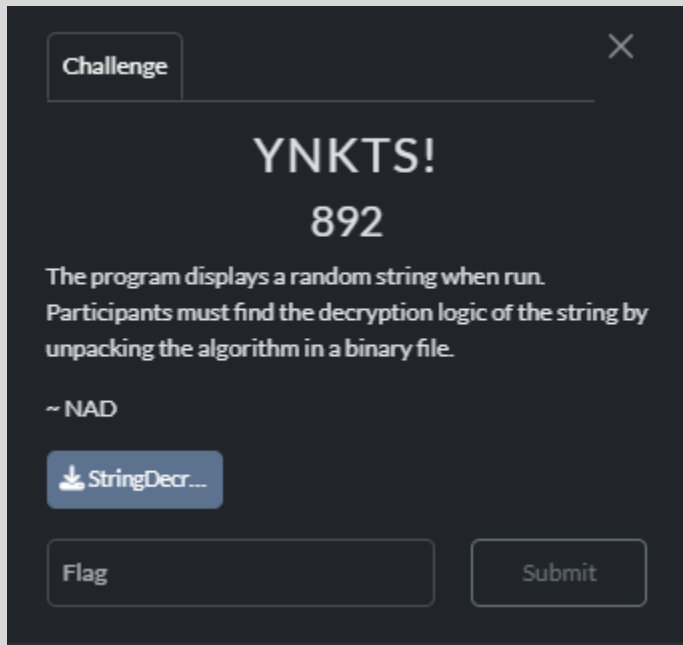 Challenge
YNKTS!
892
The program displays a random string when run.
Participants must find the decryption logic of the string by
unpacking the algorithm in a binary file.
~ NAD
StringDecr...
Flag
Submit